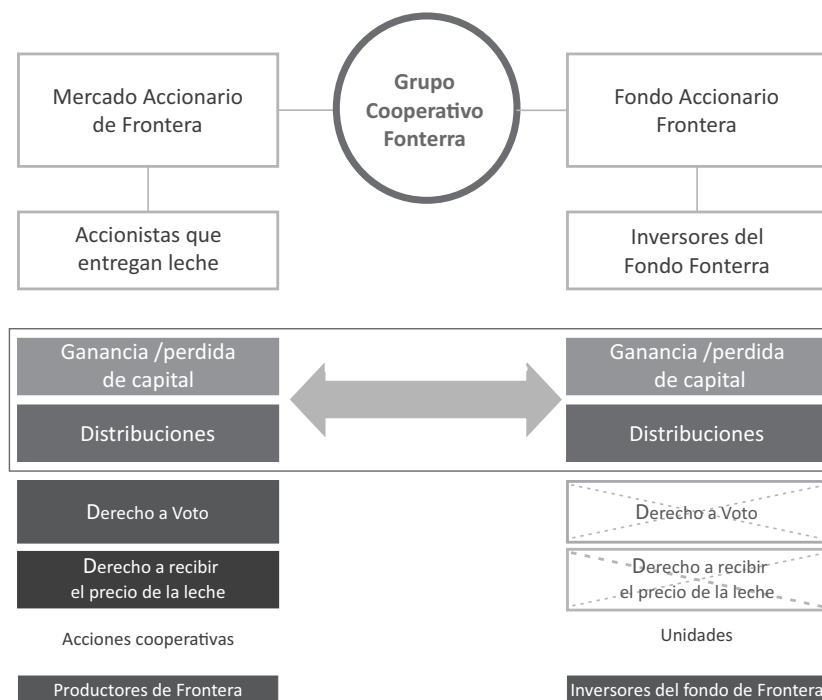 Mercado Accionario
de Frontera
Grupo
Cooperativo
Fonterra
Fondo Accionario
Frontera
Accionistas que
entregan leche
Inversores del
Fondo Fonterra
Ganancia /perdida
de capital
Ganancia /perdida
de capital
Distribuciones
Distribuciones
Derecho a Voto
Derecho a Voto
Derecho a recibir
el precio de la leche
Derecho a recibir
el precio de la leche
Acciones cooperativas
Unidades
Productores de Frontera
Inversores del fondo de Frontera